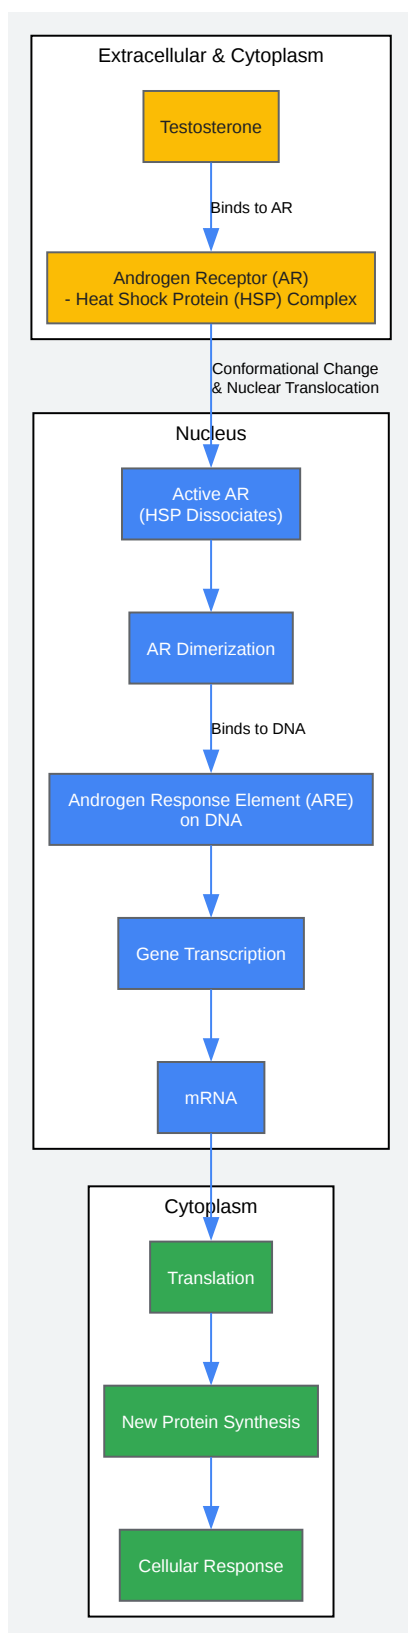 Extracellular & Cytoplasm
Testosterone
Binds to AR
Androgen Receptor (AR)
- Heat Shock Protein (HSP) Complex
Conformational Change
& Nuclear Translocation
Nucleus
Active AR
(HSP Dissociates)
AR Dimerization
Binds to DNA
Androgen Response Element (ARE)
on DNA
Gene Transcription
mRNA
Cytoplasm
Translation
New Protein Synthesis
Cellular Response